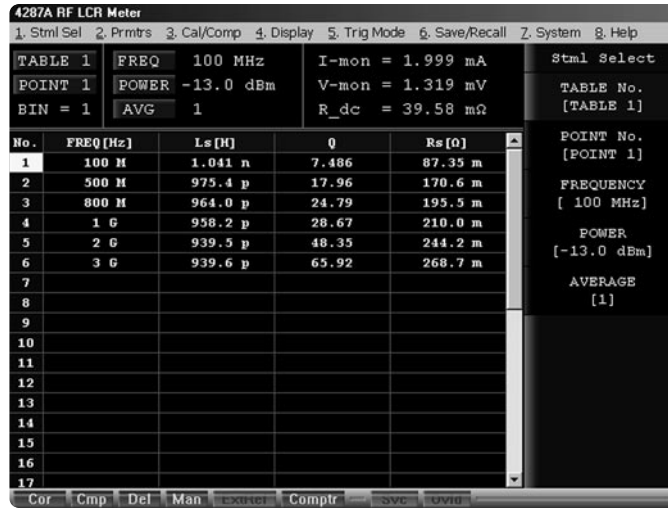 4287A RF LCR Meter
1. Stml Sel 2. Prmtrs 3. Cal/Comp 4. Display 5. Trig Mode 6. Save/Recall 7. System 8. Help
TABLE 1 FREQ 100 MHz I-mon = 1.999 mA
POINT 1 POWER -13.0 dBm V-mon = 1.319 mV
BIN = 1 AVG 1 R_dc = 39.58 mΩ
No. FREQ[Hz] Ls[H] Q Rs[Ω]
1 100 M 1.041 n 7.486 87.35 m
2 500 M 975.4 p 17.96 170.6 m
3 800 M 964.0 p 24.79 195.5 m
4 1 G 958.2 p 28.67 210.0 m
5 2 G 939.5 p 48.35 244.2 m
6 3 G 939.6 p 65.92 268.7 m
7
8
9
10
11
12
13
14
15
16
17
Stml Select
TABLE No.
[TABLE 1]
POINT No.
[POINT 1]
FREQUENCY
[ 100 MHz]
POWER
[-13.0 dBm]
AVERAGE
[1]
Cor Cmp Del Man ExtRef Comptr Svc Ovld